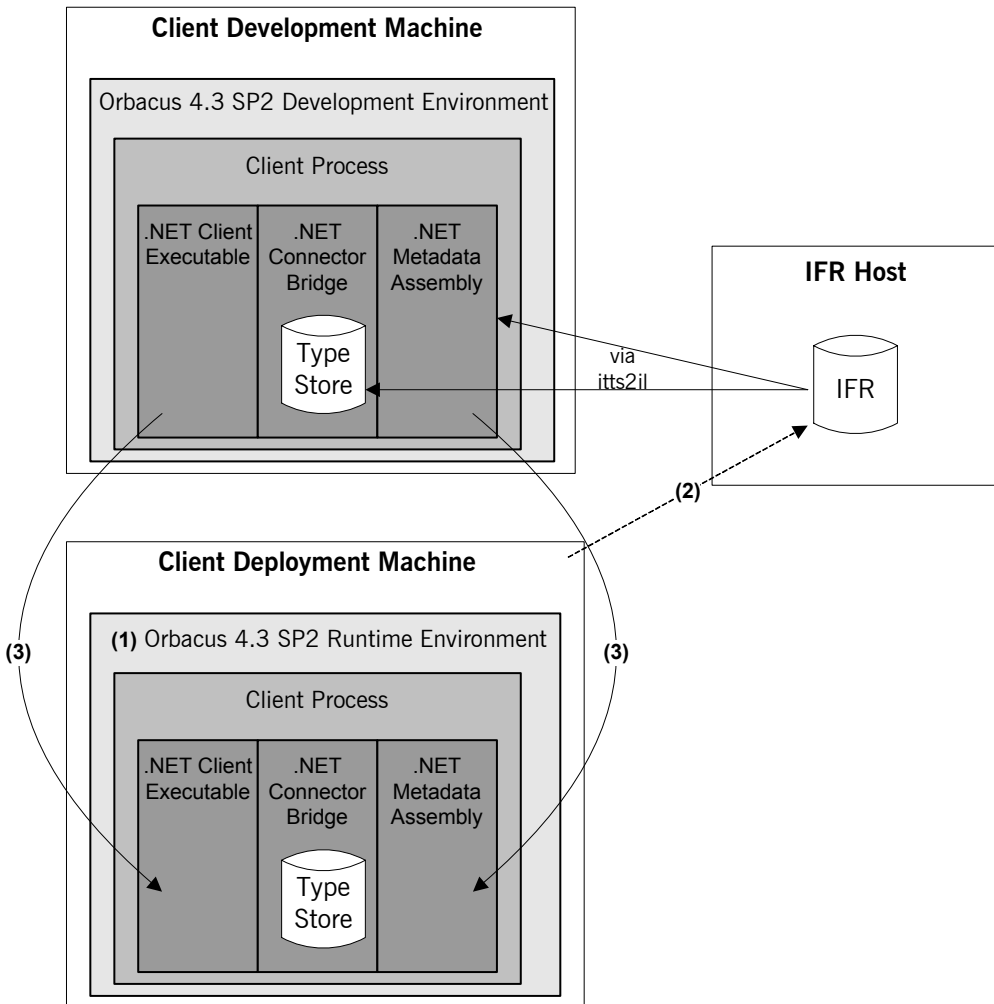 Client Development Machine
Orbacus 4.3 SP2 Development Environment
Client Process
.NET Client
Executable
.NET
Connector
Bridge
.NET
Metadata
Assembly
Type
Store
via
itts2il
IFR Host
IFR
(2)
Client Deployment Machine
(3)
(1) Orbacus 4.3 SP2 Runtime Environment
(3)
Client Process
.NET Client
Executable
.NET
Connector
Bridge
.NET
Metadata
Assembly
Type
Store